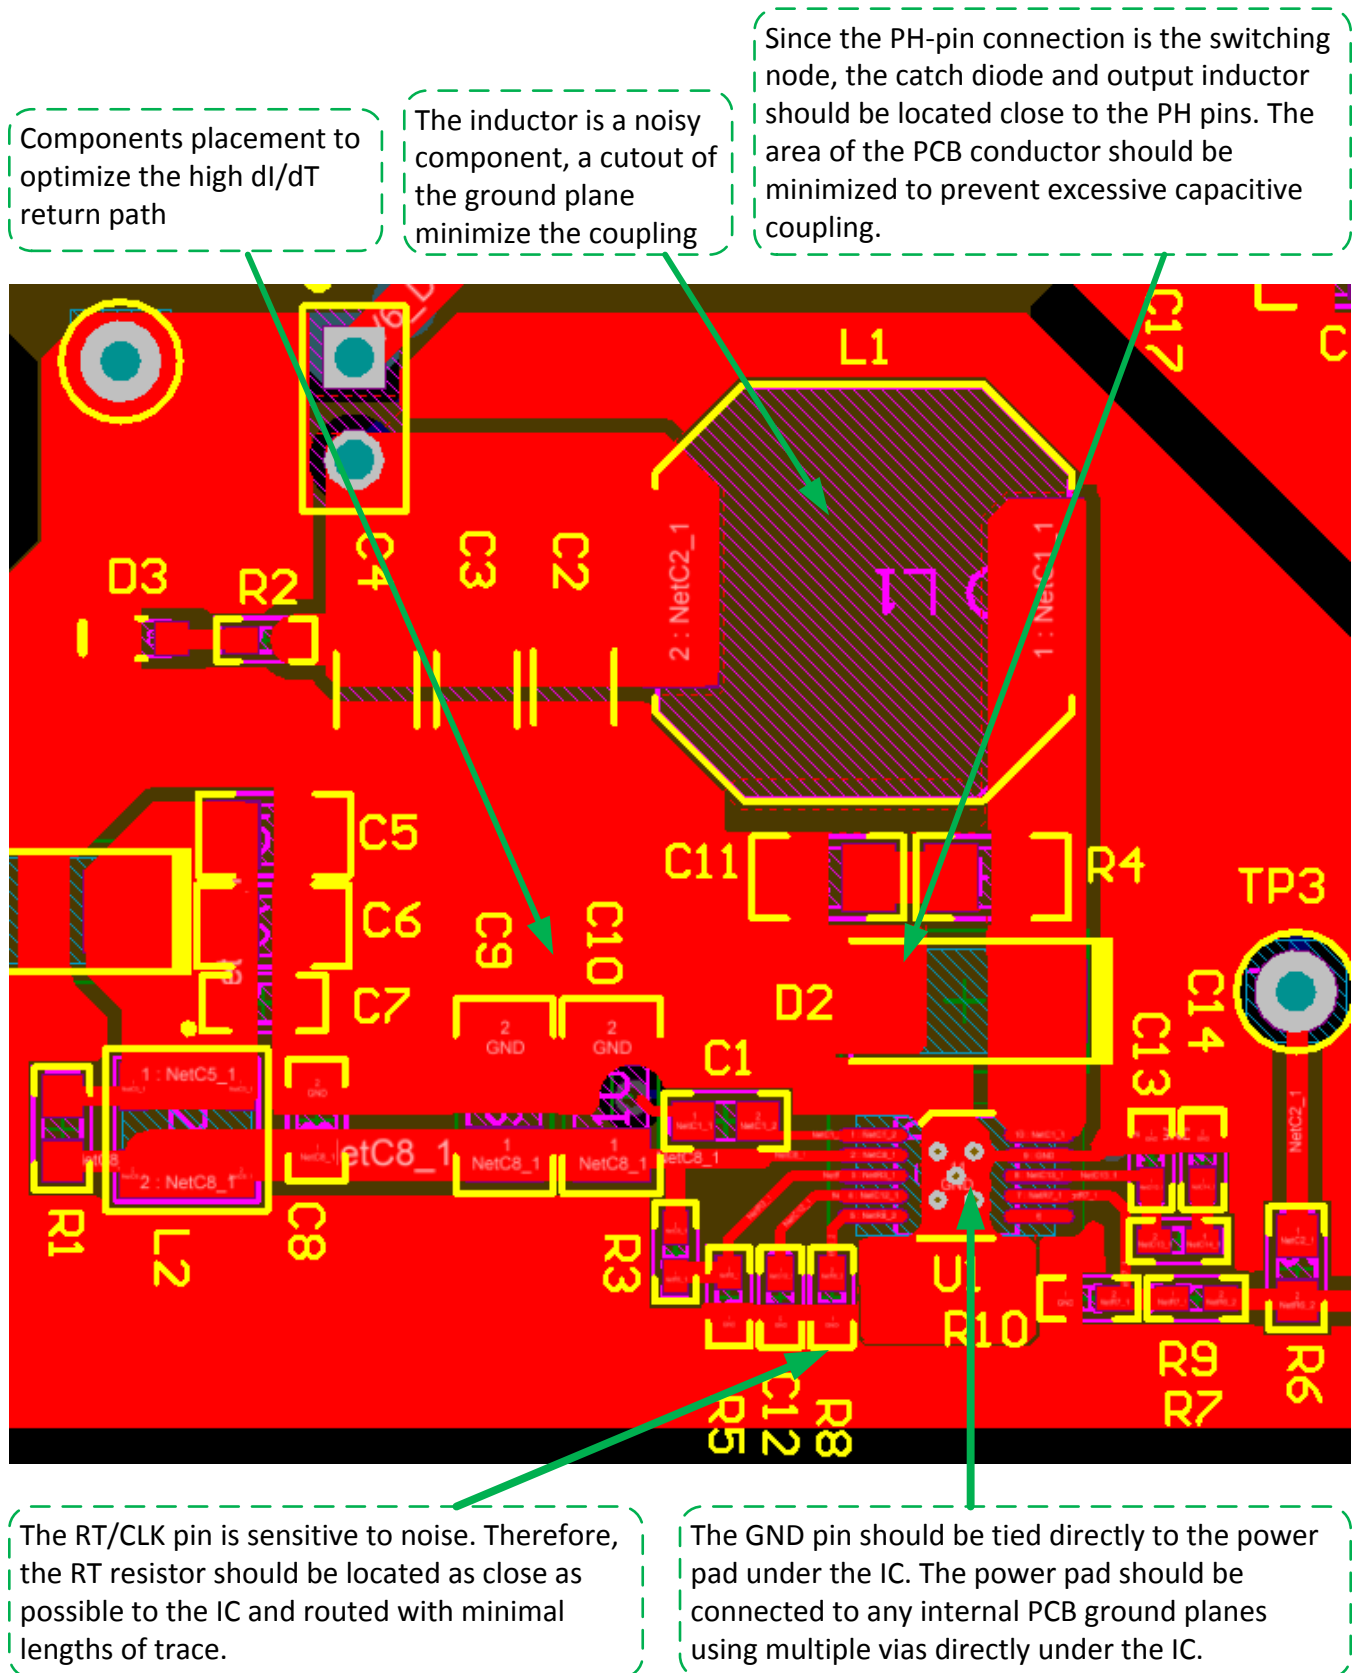 Since the PH-pin connection is the switching
node, the catch diode and output inductor
should be located close to the PH pins. The
area of the PCB conductor should be
minimized to prevent excessive capacitive
coupling.
The inductor is a noisy
component, a cutout of
the ground plane
minimize the coupling
Components placement to
optimize the high dI/dT
return path
C17
C
L1
C4
C3
C2
2 : NetC2_1
L1
1 : NetC1_1
D3
R2
C5
C11
R4
TP3
C6
C9
C10
C7
D2
C14
C13
2
GND
2
GND
C1
1 : NetC5_1
NetC2_1
etC8_1
1
NetC8_1
1
NetC8_1
etC8_1
2 : NetC8_1
GND
R1
L2
C8
R3
U1
R10
R9
R7
R6
R5
C12
R8
The RT/CLK pin is sensitive to noise. Therefore,
the RT resistor should be located as close as
possible to the IC and routed with minimal
lengths of trace.
The GND pin should be tied directly to the power
pad under the IC. The power pad should be
connected to any internal PCB ground planes
using multiple vias directly under the IC.